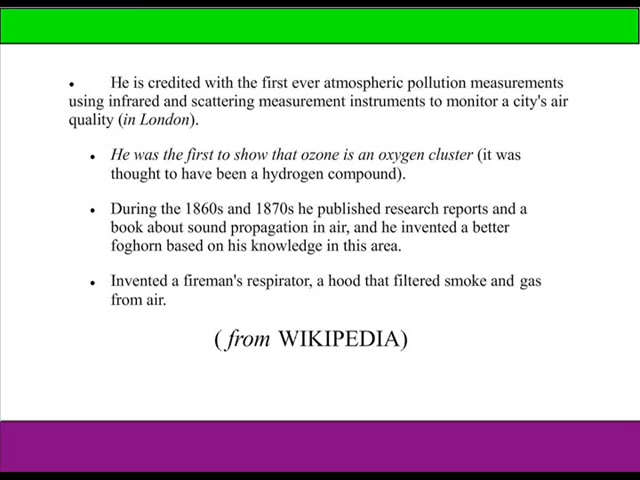 • He is credited with the first ever atmospheric pollution measurements
using infrared and scattering measurement instruments to monitor a city's air
quality (in London).
• He was the first to show that ozone is an oxygen cluster (it was
thought to have been a hydrogen compound).
• During the 1860s and 1870s he published research reports and a
book about sound propagation in air, and he invented a better
foghorn based on his knowledge in this area.
• Invented a fireman's respirator, a hood that filtered smoke and gas
from air.
( from WIKIPEDIA)